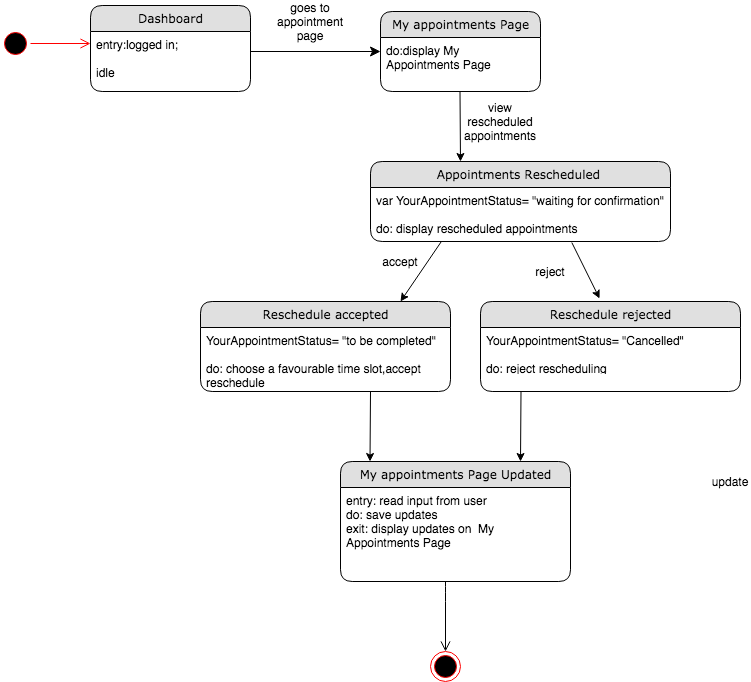 Dashboard
entry:logged in;
idle
goes to
appointment
page
My appointments Page
do:display My
Appointments Page
view
rescheduled
appointments
Appointments Rescheduled
var YourAppointmentStatus= "waiting for confirmation"
do: display rescheduled appointments
accept
reject
Reschedule accepted
YourAppointmentStatus= "to be completed"
do: choose a favourable time slot,accept
reschedule
Reschedule rejected
YourAppointmentStatus= "Cancelled"
do: reject rescheduling
My appointments Page Updated
entry: read input from user
do: save updates
exit: display updates on My
Appointments Page
update